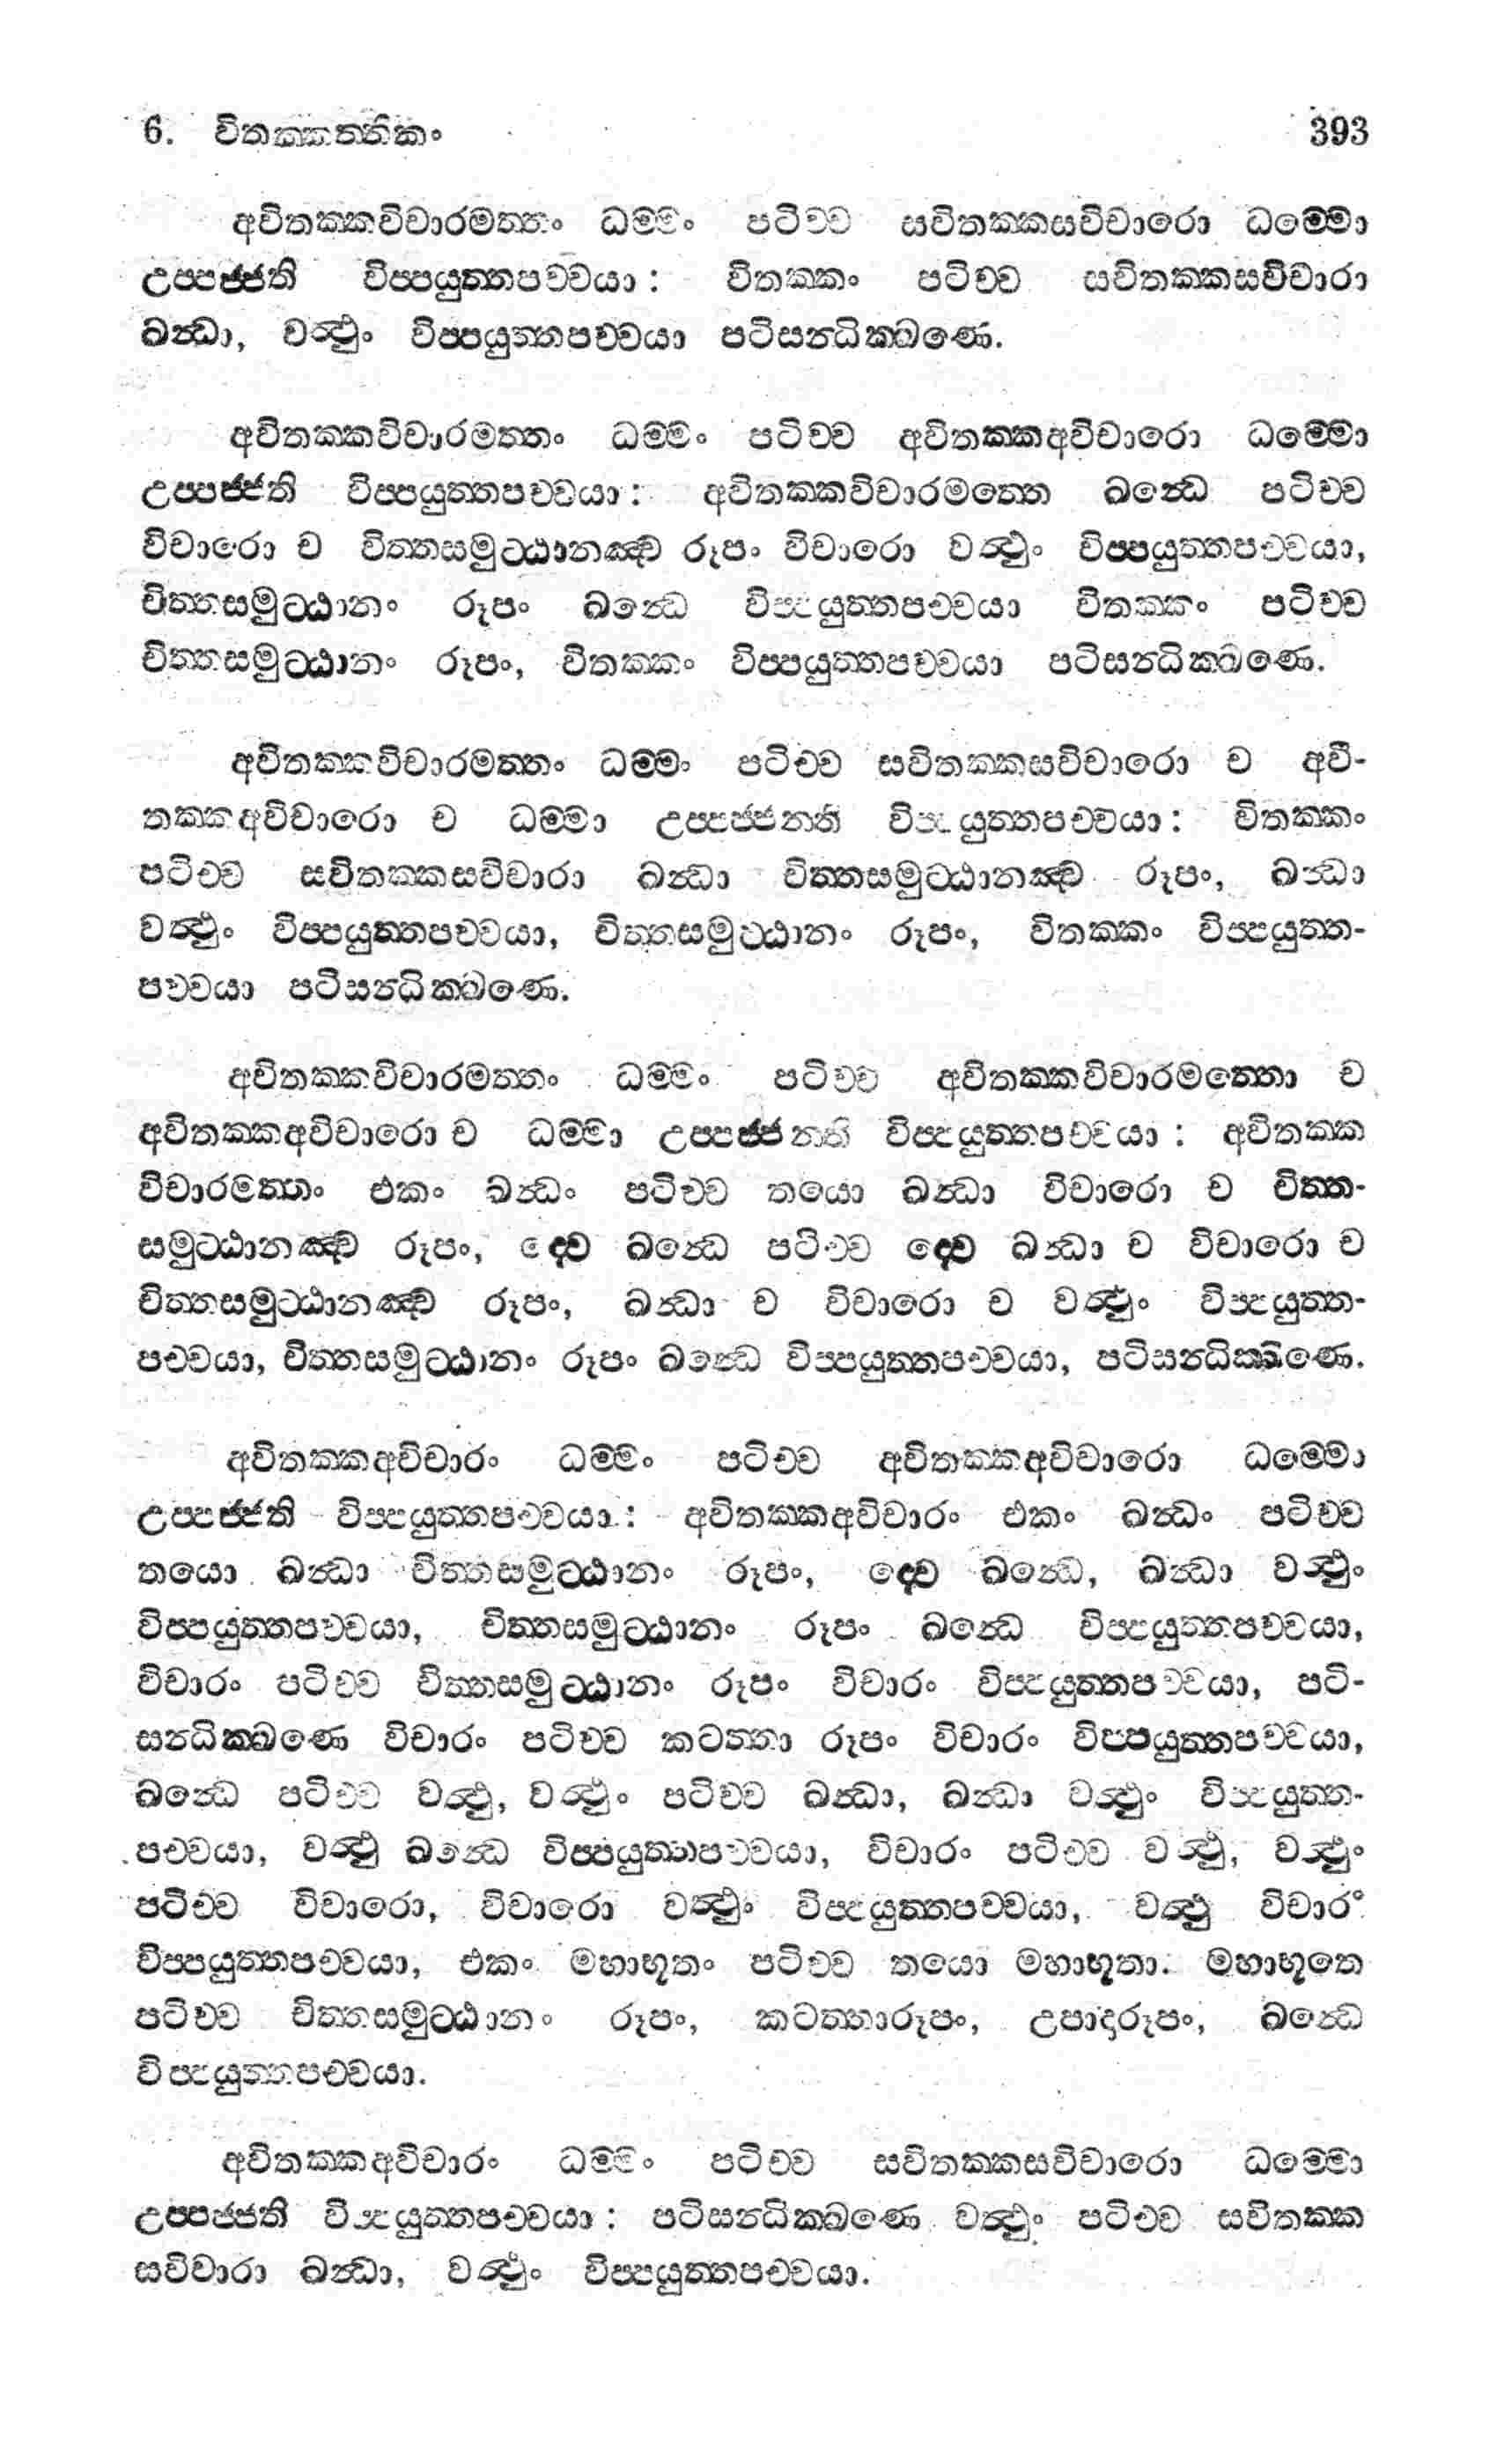 6. විතක්කත්තිකං 393
අවිතක්කවිචාරමත්තං ධම්මං පටිච්ච සවිතක්කසවිචාරො ධම්මො
උප්පජ්ජති විප්පයුත්තපච්චයා: විතක්කං පටිච්ච සවිතක්කසවිචාරා
ඛන්ධා, වත්ථුං විප්පයුත්තපච්චයා පටිසන්ධික්ඛණෙ.
අවිතක්කවිචාරමත්තං ධම්මං පටිච්ච අවිතක්කඅවිචාරො ධම්මො
උප්පජ්ජති විප්පයුත්තපච්චයා: අවිතක්කවිචාරමත්තෙ ඛන්ධෙ පටිච්ච
විචාරො ච චිත්තසමුට්ඨානඤ්ච රූපං විචාරො වත්ථුං විප්පයුත්තපච්චයා,
චිත්තසමුට්ඨානං රූපං ඛන්ධෙ විප්පයුත්තපච්චයා විතක්කං පටිච්ච
චිත්තසමුට්ඨානං රූපං, විතක්කං විප්පයුත්තපච්චයා පටිසන්ධික්ඛණෙ.
අවිතක්කවිචාරමත්තං ධම්මං පටිච්ච සවිතක්කසවිචාරො ච අවි-
තක්කඅවිචාරො ච ධම්මා උප්පජ්ජන්ති විප්පයුත්තපච්චයා: විතක්කං
පටිච්ච සවිතක්කසවිචාරා ඛන්ධා චිත්තසමුට්ඨානඤ්ච රූපං, ඛන්ධා
වත්ථුං විප්පයුත්තපච්චයා, චිත්තසමුට්ඨානං රූපං, විතක්කං විප්පයුත්ත-
පච්චයා පටිසන්ධික්ඛණෙ.
අවිතක්කවිචාරමත්තං ධම්මං පටිච්ච අවිතක්කවිචාරමත්තො ච
අවිතක්කඅවිචාරො ච ධම්මා උප්පජ්ජන්ති විප්පයුත්තපච්චයා : අවිතක්ක
විචාරමත්තං එකං ඛන්ධං පටිච්ච තයො ඛන්ධා විචාරො ච චිත්ත-
සමුට්ඨානඤ්ච රූපං, ද්වෙ ඛන්ධෙ පටිච්ච ද්වෙ ඛන්ධා ච විචාරො ච
චිත්තසමුට්ඨානඤ්ච රූපං, ඛන්ධා ච විචාරො ච වත්ථුං විප්පයුත්ත-
පච්චයා, චිත්තසමුට්ඨානං රූපං ඛන්ධෙ විප්පයුත්තපච්චයා, පටිසන්ධික්ඛණෙ.
අවිතක්කඅවිචාරං ධම්මං පටිච්ච අවිතක්කඅවිචාරො ධම්මො
උප්පජ්ජති විප්පයුත්තපච්චයා: අවිතක්කඅවිචාරං එකං ඛන්ධං පටිච්ච
තයො ඛන්ධා චිත්තසමුට්ඨානං රූපං, ද්වෙ ඛන්ධෙ, ඛන්ධා වත්ථුං
විප්පයුත්තපච්චයා, චිත්තසමුට්ඨානං රූපං ඛන්ධෙ විප්පයුත්තපච්චයා,
විචාරං පටිච්ච චිත්තසමුට්ඨානං රූපං විචාරං විප්පයුත්තපච්චයා, පටි-
සන්ධික්ඛණෙ විචාරං පටිච්ච කටත්තා රූපං විචාරං විප්පයුත්තපච්චයා,
ඛන්ධෙ පටිච්ච වත්ථු, වත්ථුං පටිච්ච ඛන්ධා, ඛන්ධා වත්ථුං විප්පයුත්ත-
පච්චයා, වත්ථු ඛන්ධෙ විප්පයුත්තපච්චයා, විචාරං පටිච්ච වත්ථු, වත්ථුං
පටිච්ච විචාරො, විචාරො වත්ථුං විප්පයුත්තපච්චයා, වත්ථු විචාරං
විප්පයුත්තපච්චයා, එකං මහාභූතං පටිච්ච තයො මහාභූතා. මහාභූතෙ
පටිච්ච චිත්තසමුට්ඨානං රූපං, කටත්තාරූපං, උපාදාරූපං, ඛන්ධෙ
විප්පයුත්තපච්චයා.
අවිතක්කඅවිචාරං ධම්මං පටිච්ච සවිතක්කසවිචාරො ධම්මො
උප්පජ්ජති විප්පයුත්තපච්චයා: පටිසන්ධික්ඛණෙ වත්ථුං පටිච්ච සවිතක්ක
සවිචාරා ඛන්ධා, වත්ථුං විප්පයුත්තපච්චයා.